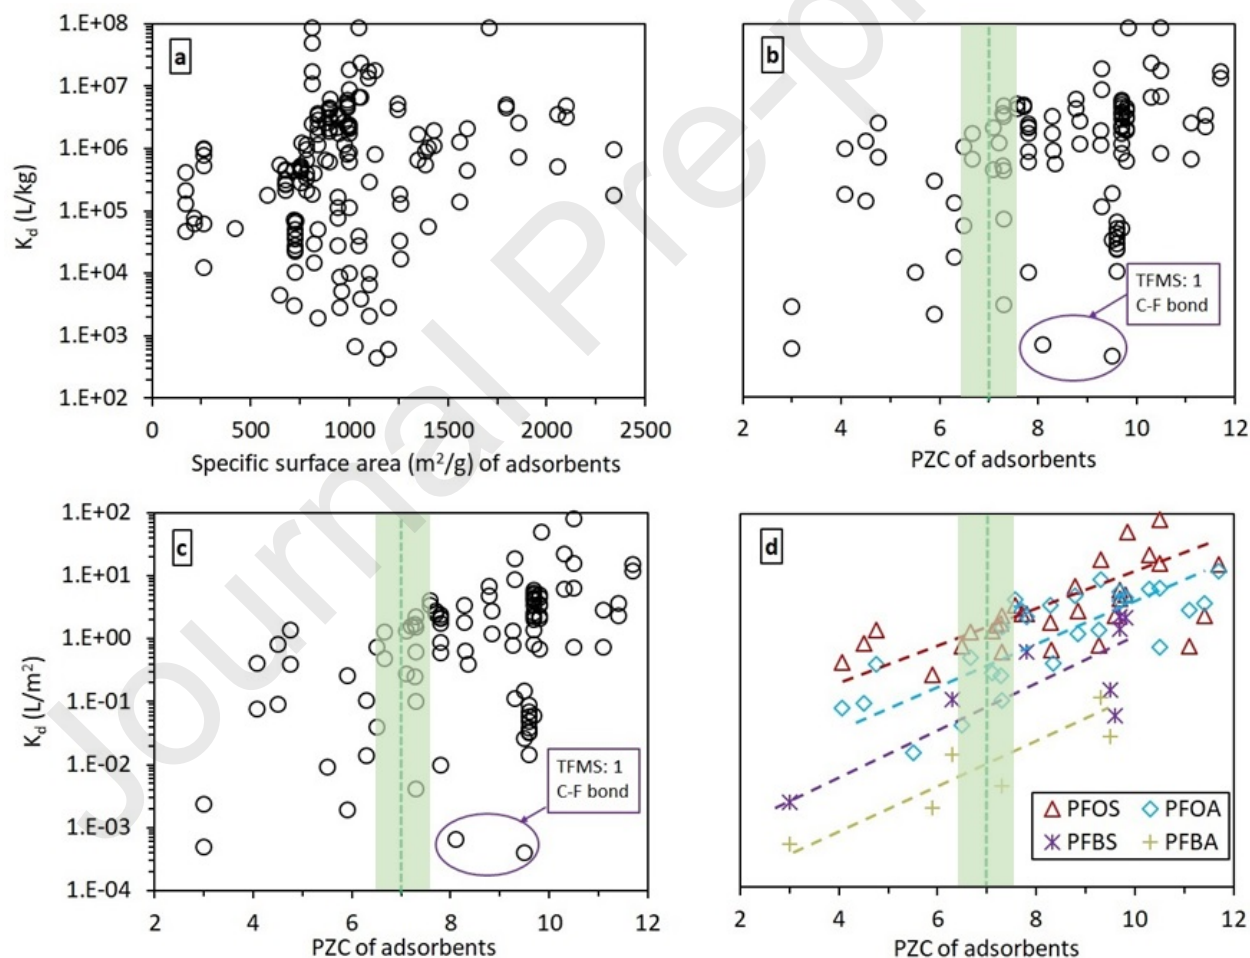 1.E+08
1.E+07
1.E+06
1.E+05
1.E+04
1.E+03
1.E+02
Kd (L/kg)
a
0 500 1000 1500 2000 2500
Specific surface area (m²/g) of adsorbents
b
TFMS: 1
C-F bond
2 4 6 8 10 12
PZC of adsorbents
1.E+02
1.E+01
1.E+00
1.E-01
1.E-02
1.E-03
1.E-04
Kd (L/m²)
c
TFMS: 1
C-F bond
2 4 6 8 10 12
PZC of adsorbents
d
PFOS PFOA
PFBS PFBA
2 4 6 8 10 12
PZC of adsorbents
Journal Pre-p